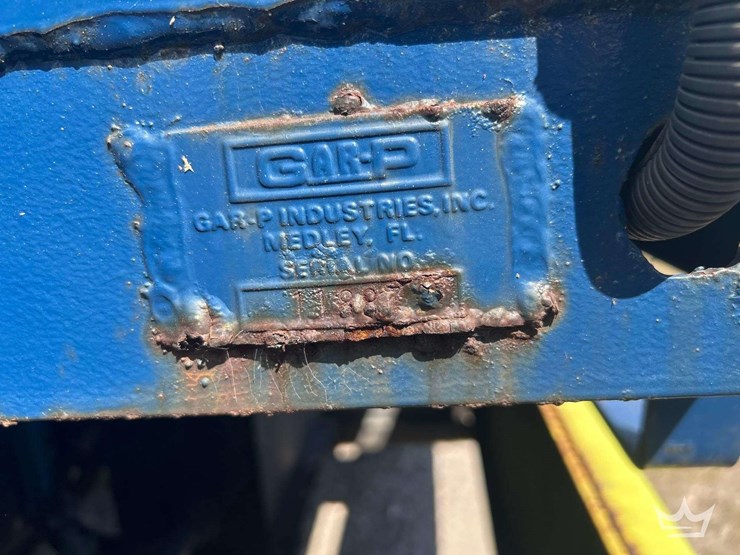 GAR-P
GAR-P INDUSTRIES, INC.
MEDLEY, FL.
SERIAL NO.